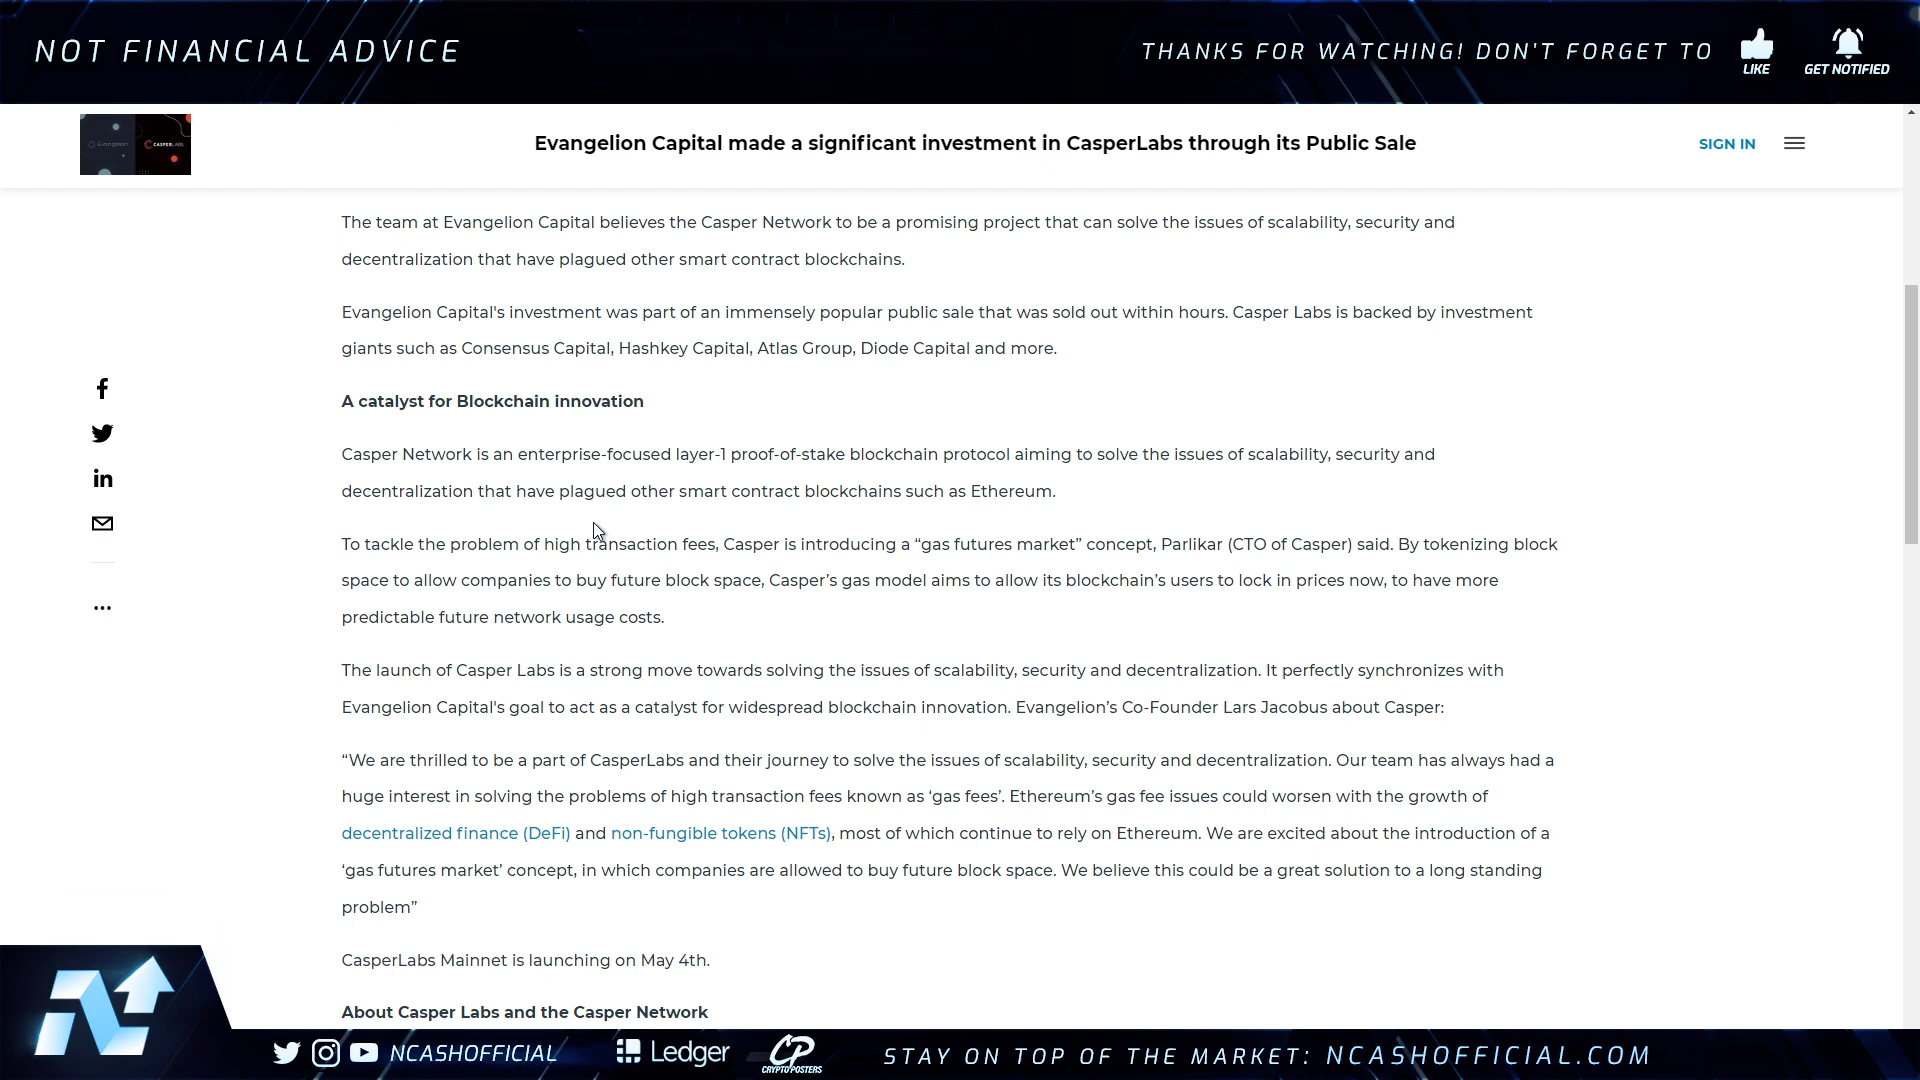 NOT FINANCIAL ADVICE
THANKS FOR WATCHING! DON'T FORGET TO
LIKE
GET NOTIFIED
Evangelion
CASPERLABS
Evangelion Capital made a significant investment in CasperLabs through its Public Sale
SIGN IN
The team at Evangelion Capital believes the Casper Network to be a promising project that can solve the issues of scalability, security and
decentralization that have plagued other smart contract blockchains.
Evangelion Capital's investment was part of an immensely popular public sale that was sold out within hours. Casper Labs is backed by investment
giants such as Consensus Capital, Hashkey Capital, Atlas Group, Diode Capital and more.
A catalyst for Blockchain innovation
Casper Network is an enterprise-focused layer-1 proof-of-stake blockchain protocol aiming to solve the issues of scalability, security and
decentralization that have plagued other smart contract blockchains such as Ethereum.
To tackle the problem of high transaction fees, Casper is introducing a “gas futures market” concept, Parlikar (CTO of Casper) said. By tokenizing block
space to allow companies to buy future block space, Casper’s gas model aims to allow its blockchain’s users to lock in prices now, to have more
predictable future network usage costs.
The launch of Casper Labs is a strong move towards solving the issues of scalability, security and decentralization. It perfectly synchronizes with
Evangelion Capital's goal to act as a catalyst for widespread blockchain innovation. Evangelion’s Co-Founder Lars Jacobus about Casper:
“We are thrilled to be a part of CasperLabs and their journey to solve the issues of scalability, security and decentralization. Our team has always had a
huge interest in solving the problems of high transaction fees known as ‘gas fees’. Ethereum’s gas fee issues could worsen with the growth of
decentralized finance (DeFi) and non-fungible tokens (NFTs), most of which continue to rely on Ethereum. We are excited about the introduction of a
‘gas futures market’ concept, in which companies are allowed to buy future block space. We believe this could be a great solution to a long standing
problem”
CasperLabs Mainnet is launching on May 4th.
About Casper Labs and the Casper Network
NCASHOFFICIAL
Ledger
CP
CRYPTOPOSTERS
STAY ON TOP OF THE MARKET: NCASHOFFICIAL.COM